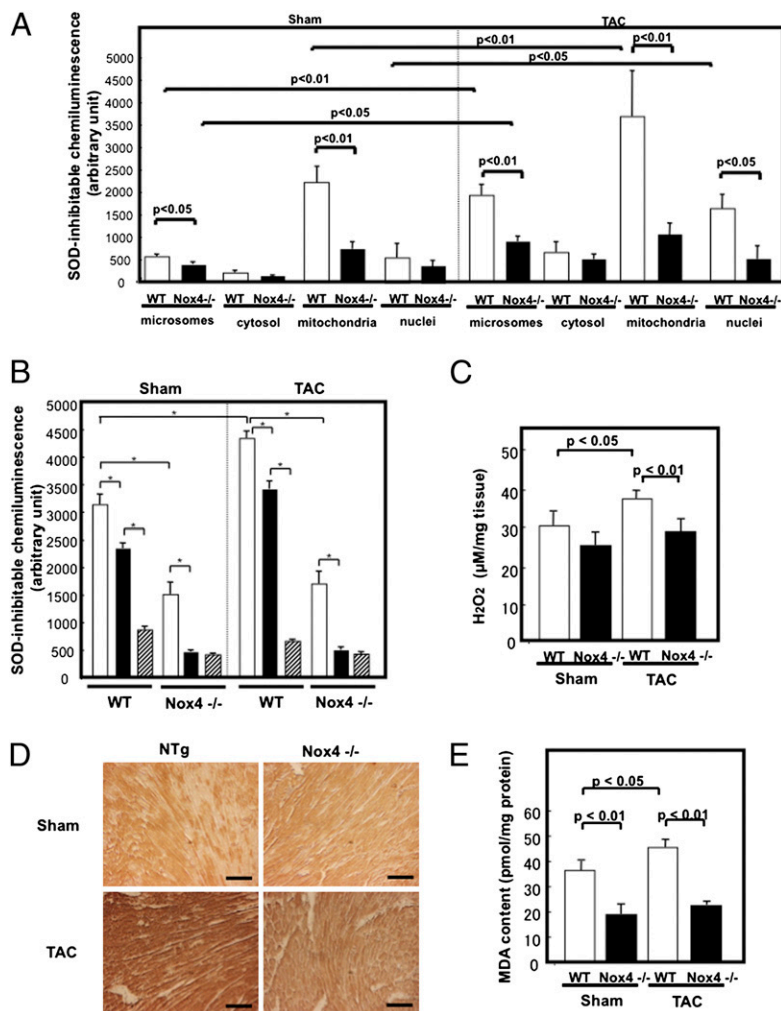 A
Sham TAC
SOD-inhibitable chemiluminescence
(arbitrary unit)
5000
4500
4000
3500
3000
2500
2000
1500
1000
500
0
p<0.01
p<0.01
p<0.05
p<0.01
p<0.05
p<0.01
p<0.01
p<0.05
p<0.05
WT Nox4-/- WT Nox4-/- WT Nox4-/- WT Nox4-/- WT Nox4-/- WT Nox4-/- WT Nox4-/- WT Nox4-/-
microsomes cytosol mitochondria nuclei microsomes cytosol mitochondria nuclei
B
Sham TAC
SOD-inhibitable chemiluminescence
(arbitrary unit)
5000
4500
4000
3500
3000
2500
2000
1500
1000
500
0
* * * * * * * * * *
WT Nox4 -/- WT Nox4 -/-
C
H2O2 (µM/mg tissue)
50
40
30
20
10
0
p < 0.05
p < 0.01
WT Nox4 -/- WT Nox4 -/-
Sham TAC
D
NTg Nox4 -/-
Sham
TAC
E
MDA content (pmol/mg protein)
60
50
40
30
20
10
0
p < 0.05
p < 0.01 p < 0.01
WT Nox4 -/- WT Nox4 -/-
Sham TAC